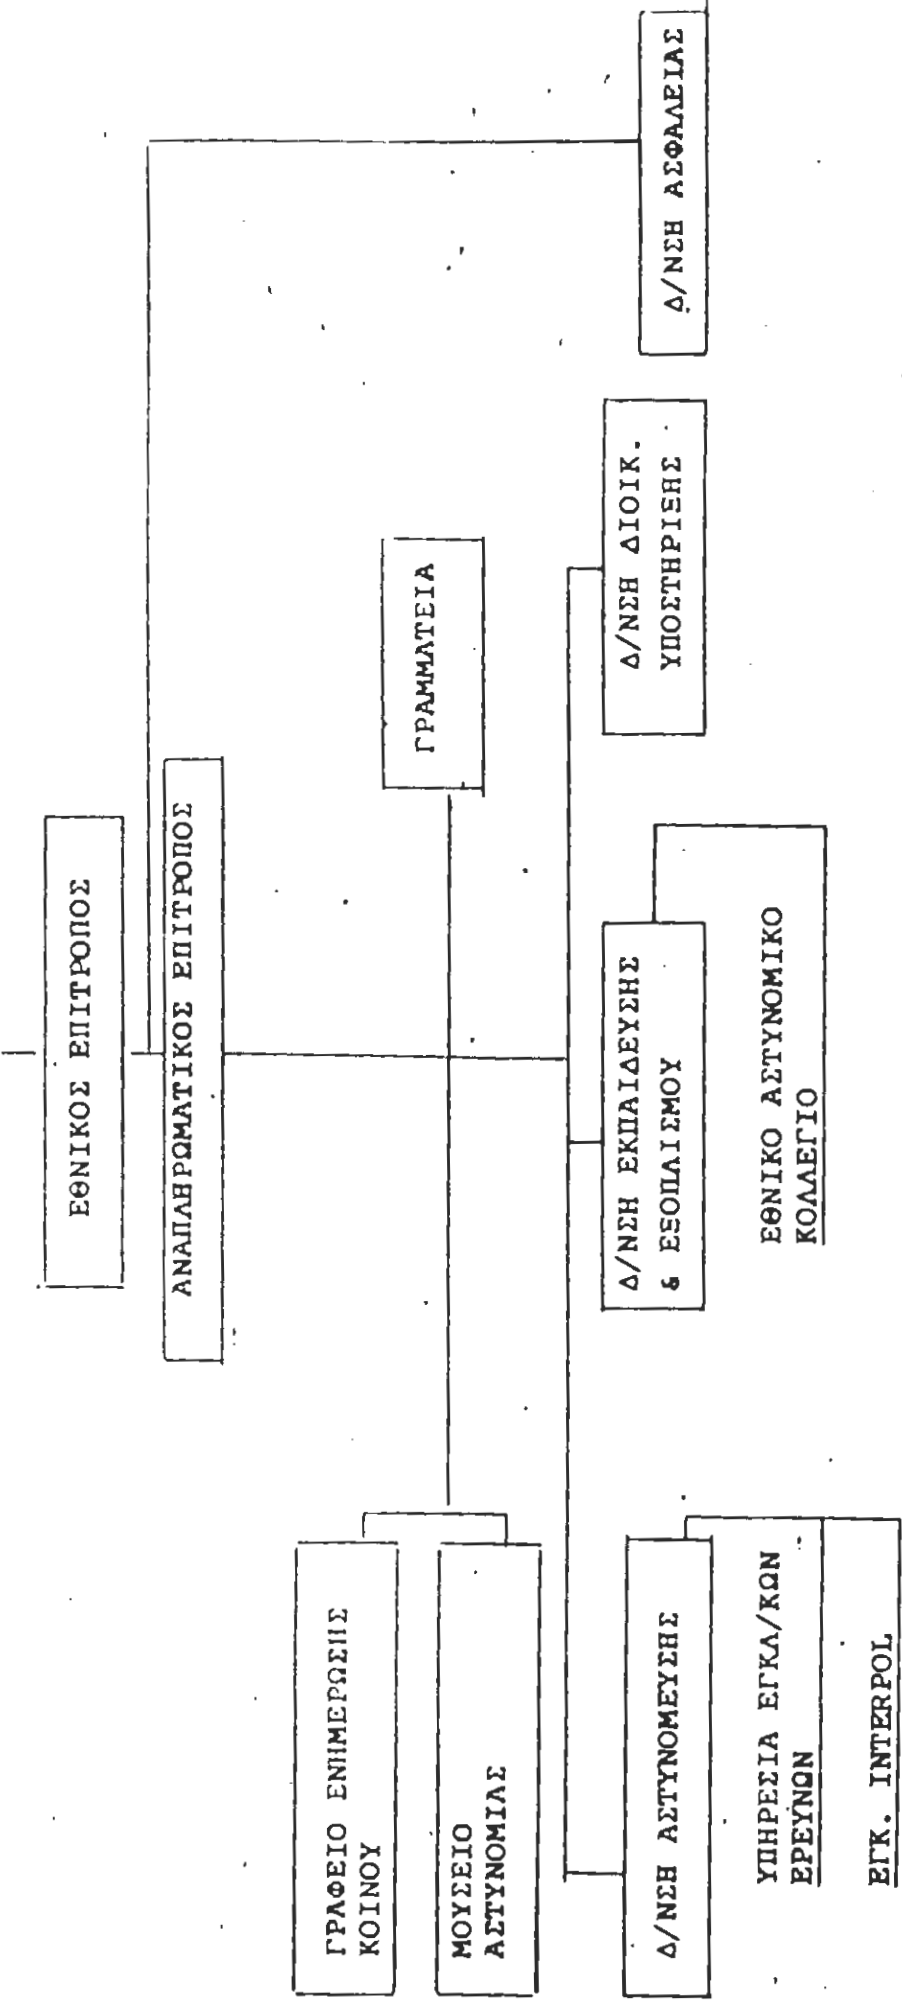 ΕΘΝΙΚΟΣ ΕΠΙΤΡΟΠΟΣ
ΑΝΑΠΛΗΡΩΜΑΤΙΚΟΣ ΕΠΙΤΡΟΠΟΣ
ΓΡΑΦΕΙΟ ΕΝΗΜΕΡΩΣΗΣ
ΚΟΙΝΟΥ
ΜΟΥΣΕΙΟ
ΑΣΤΥΝΟΜΙΑΣ
ΓΡΑΜΜΑΤΕΙΑ
Δ/ΝΣΗ ΑΣΤΥΝΟΜΕΥΣΗΣ
ΥΠΗΡΕΣΙΑ ΕΓΚΛ/ΚΩΝ
ΕΡΕΥΝΩΝ
ΕΓΚ. INTERPOL
Δ/ΝΣΗ ΕΚΠΑΙΔΕΥΣΗΣ
& ΕΞΟΠΛΙΣΜΟΥ
ΕΘΝΙΚΟ ΑΣΤΥΝΟΜΙΚΟ
ΚΟΛΛΕΓΙΟ
Δ/ΝΣΗ ΔΙΟΙΚ.
ΥΠΟΣΤΗΡΙΞΗΣ
Δ/ΝΣΗ ΑΣΦΑΛΕΙΑΣ